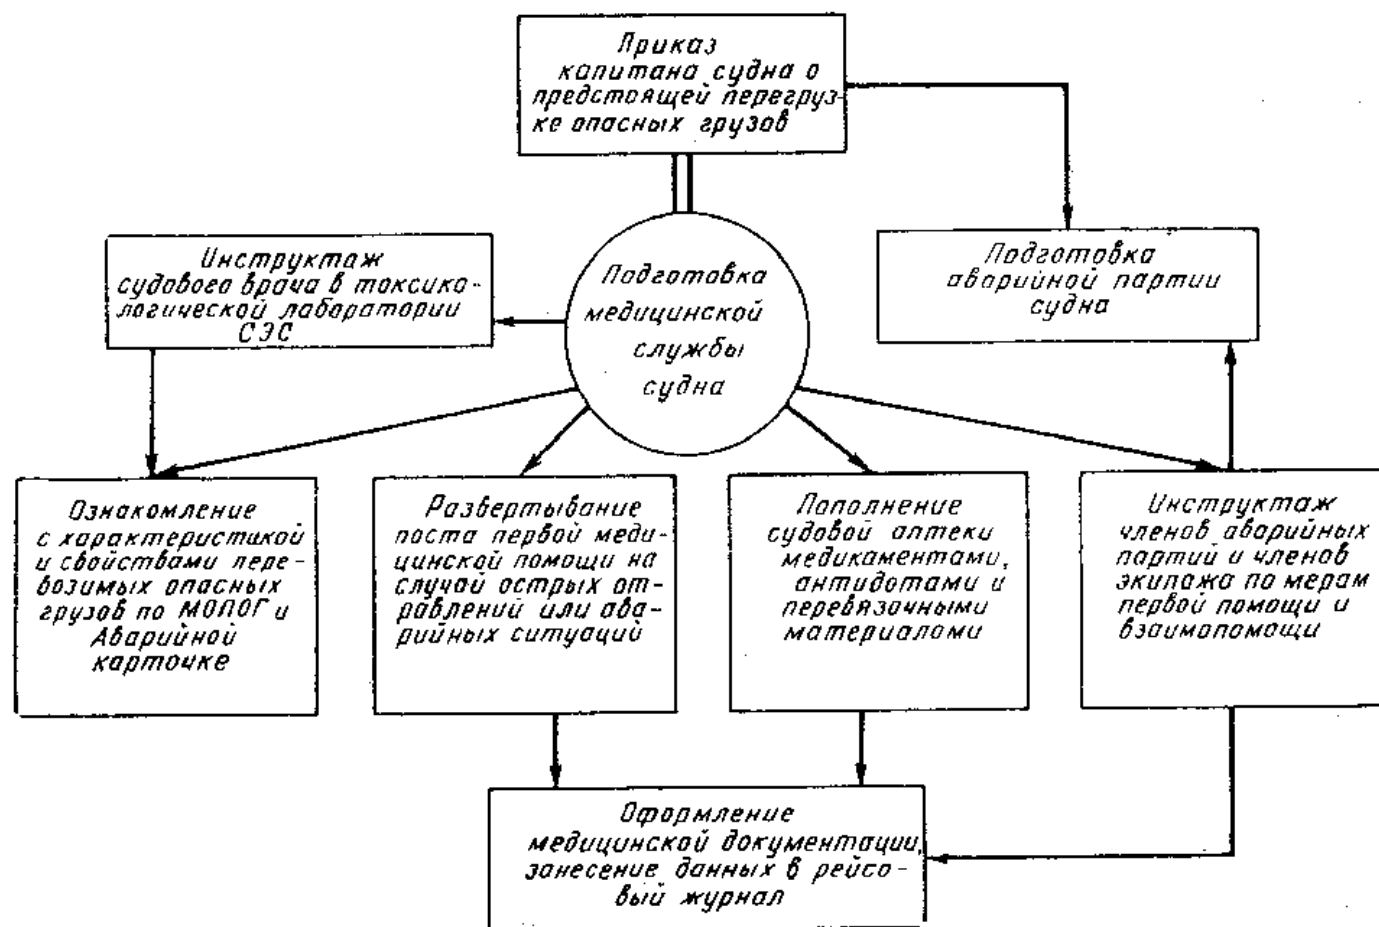 Приказ
капитана судна о
предстоящей перегруз-
ке опасных грузов
Инструктаж
судового врача в токсико-
логической лаборатории
СЭС
Подготовка
медицинской
службы
судна
Подготовка
аварийной партии
судна
Ознакомление
с характеристикой
и свойствами пере-
возимых опасных
грузов по МОПОГ и
Аварийной
карточке
Развертывание
поста первой меди-
цинской помощи на
случай острых от-
равлений или ава-
рийных ситуаций
Пополнение
судовой аптеки
медикаментами,
антидотами и
перевязочными
материалами
Инструктаж
членов аварийных
партий и членов
экипажа по мерам
первой помощи и
взаимопомощи
Оформление
медицинской документации,
занесение данных в рейсо-
вый журнал